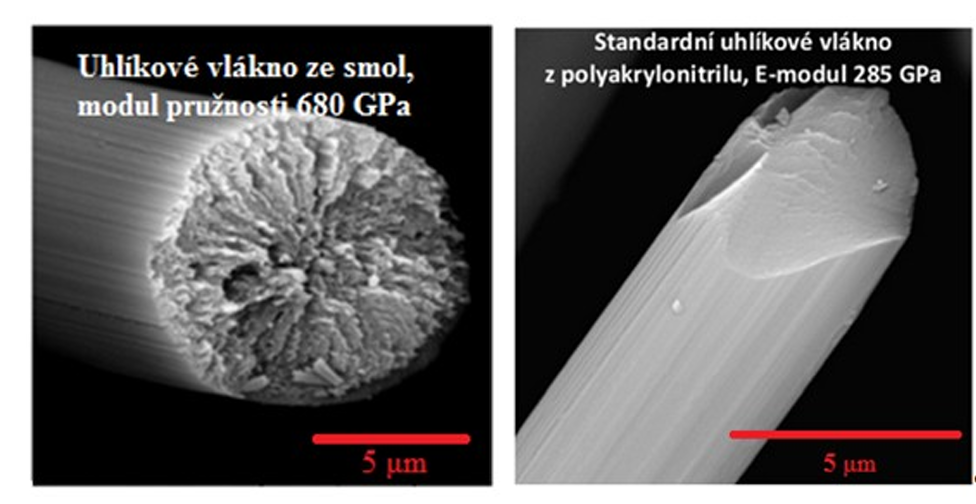 Uhlíkové vlákno ze smol,
modul pružnosti 680 GPa
5 μm
Standardní uhlíkové vlákno
z polyakrylonitrilu, E-modul 285 GPa
5 μm